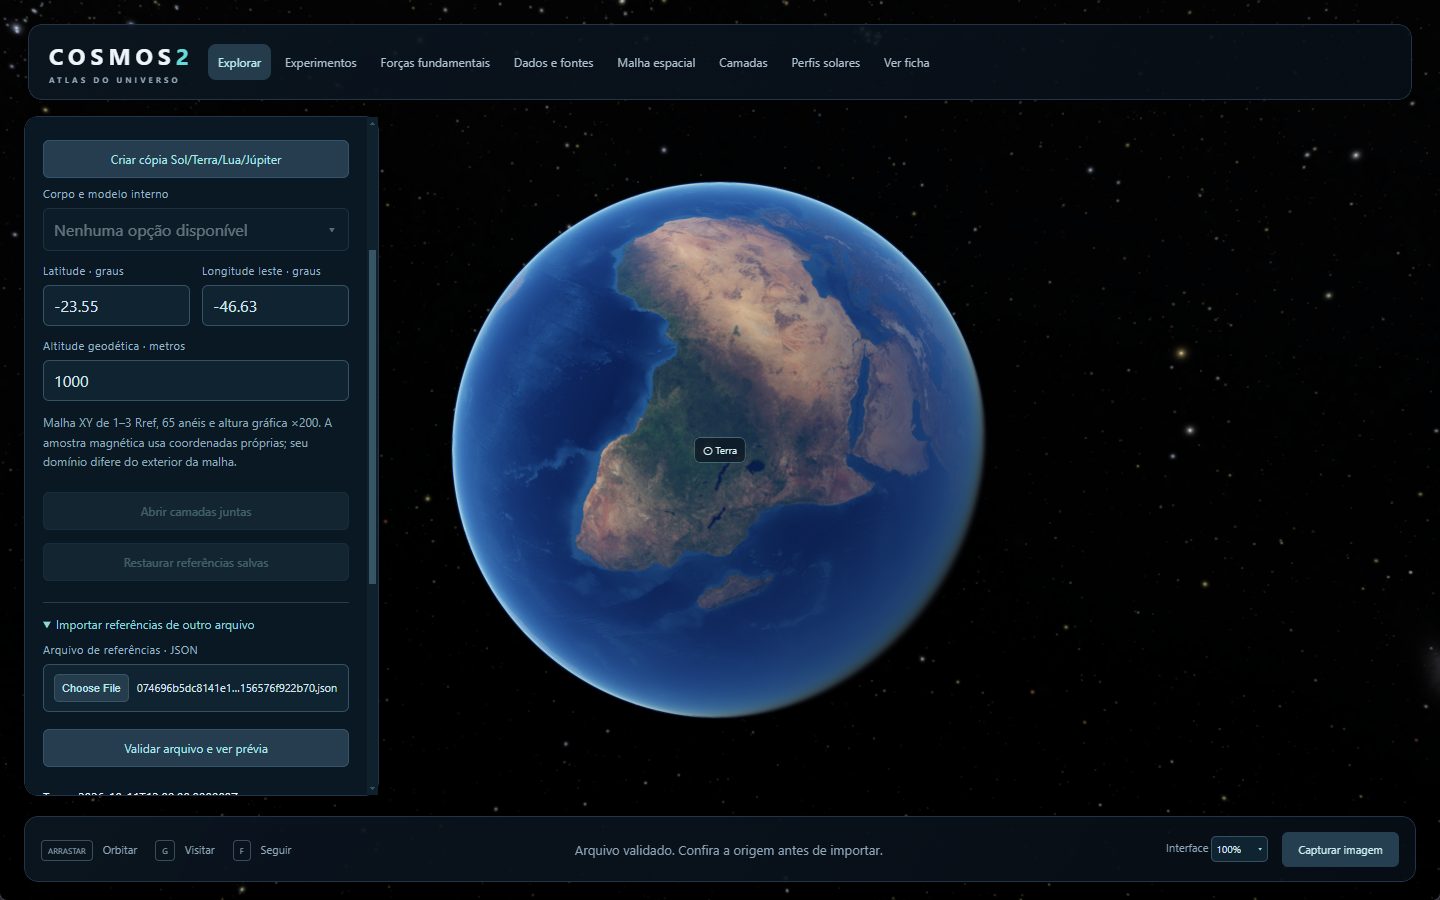 COSMOS2
ATLAS DO UNIVERSO
Explorar
Experimentos
Forças fundamentais
Dados e fontes
Malha espacial
Camadas
Perfis solares
Ver ficha
Criar cópia Sol/Terra/Lua/Júpiter
Corpo e modelo interno
Nenhuma opção disponível
Latitude · graus
Longitude leste · graus
-23.55
-46.63
Altitude geodética · metros
1000
Malha XY de 1–3 Rref, 65 anéis e altura gráfica ×200. A
amostra magnética usa coordenadas próprias; seu
domínio difere do exterior da malha.
Abrir camadas juntas
Restaurar referências salvas
▼ Importar referências de outro arquivo
Arquivo de referências · JSON
Choose File
074696b5dc8141e1...156576f922b70.json
Validar arquivo e ver prévia
Terra
ARRASTAR
Orbitar
G
Visitar
F
Seguir
Arquivo validado. Confira a origem antes de importar.
Interface
100%
Capturar imagem